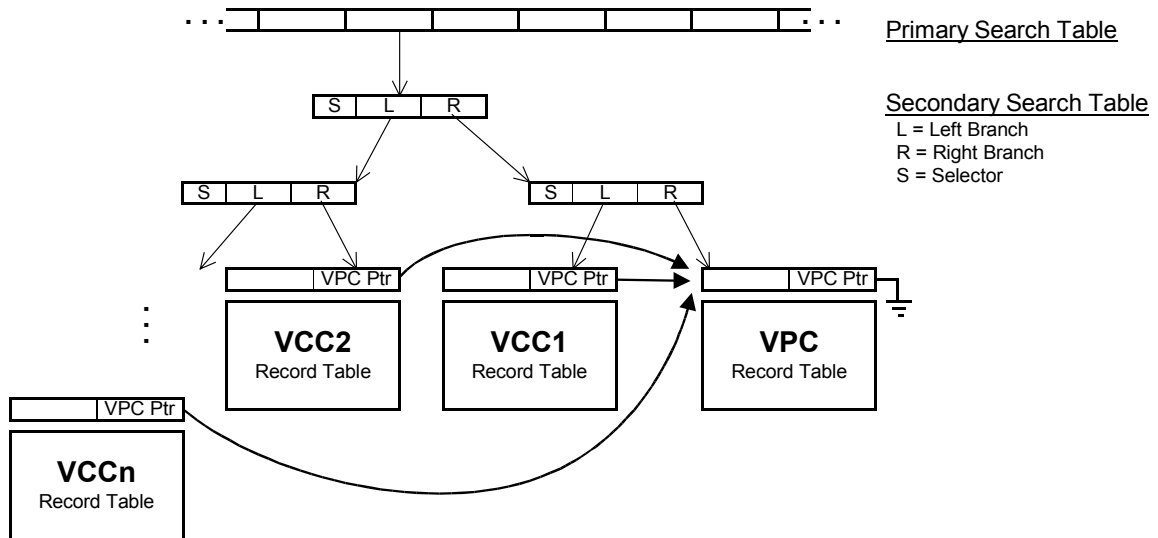 . . .
. . .
Primary Search Table
S L R
Secondary Search Table
L = Left Branch
R = Right Branch
S = Selector
S L R
S L R
VPC Ptr
VPC Ptr
VPC Ptr
VCC2
Record Table
VCC1
Record Table
VPC
Record Table
VPC Ptr
VCCn
Record Table